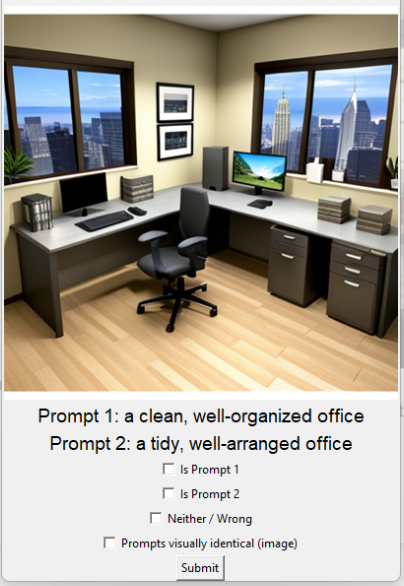 Prompt 1: a clean, well-organized office
Prompt 2: a tidy, well-arranged office
Is Prompt 1
Is Prompt 2
Neither / Wrong
Prompts visually identical (image)
Submit